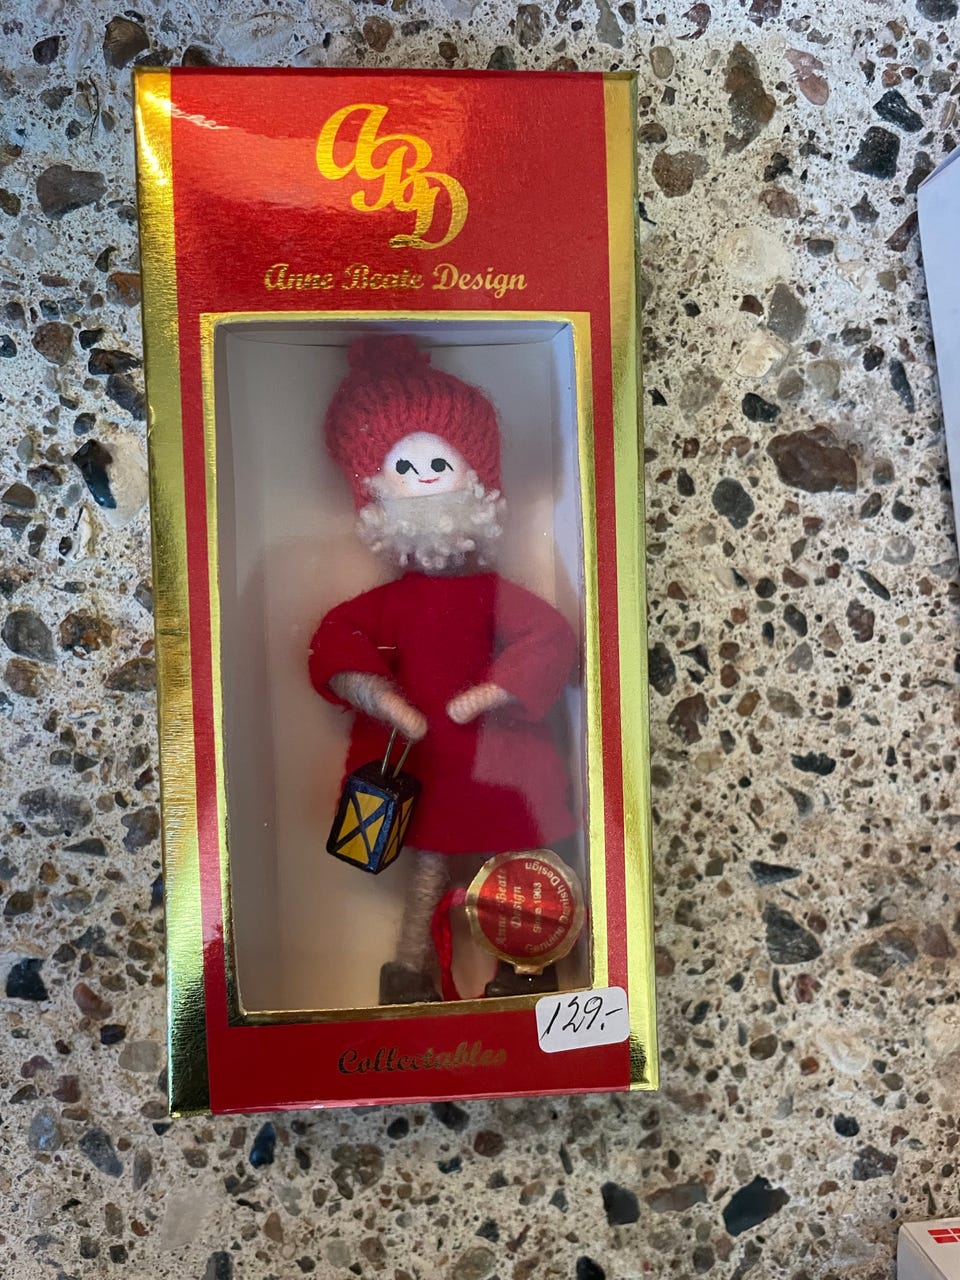 ABD
Anne Beate Design
Anne Beate
Design
Since 1963
Genuine Danish Design
129.-
Collectables